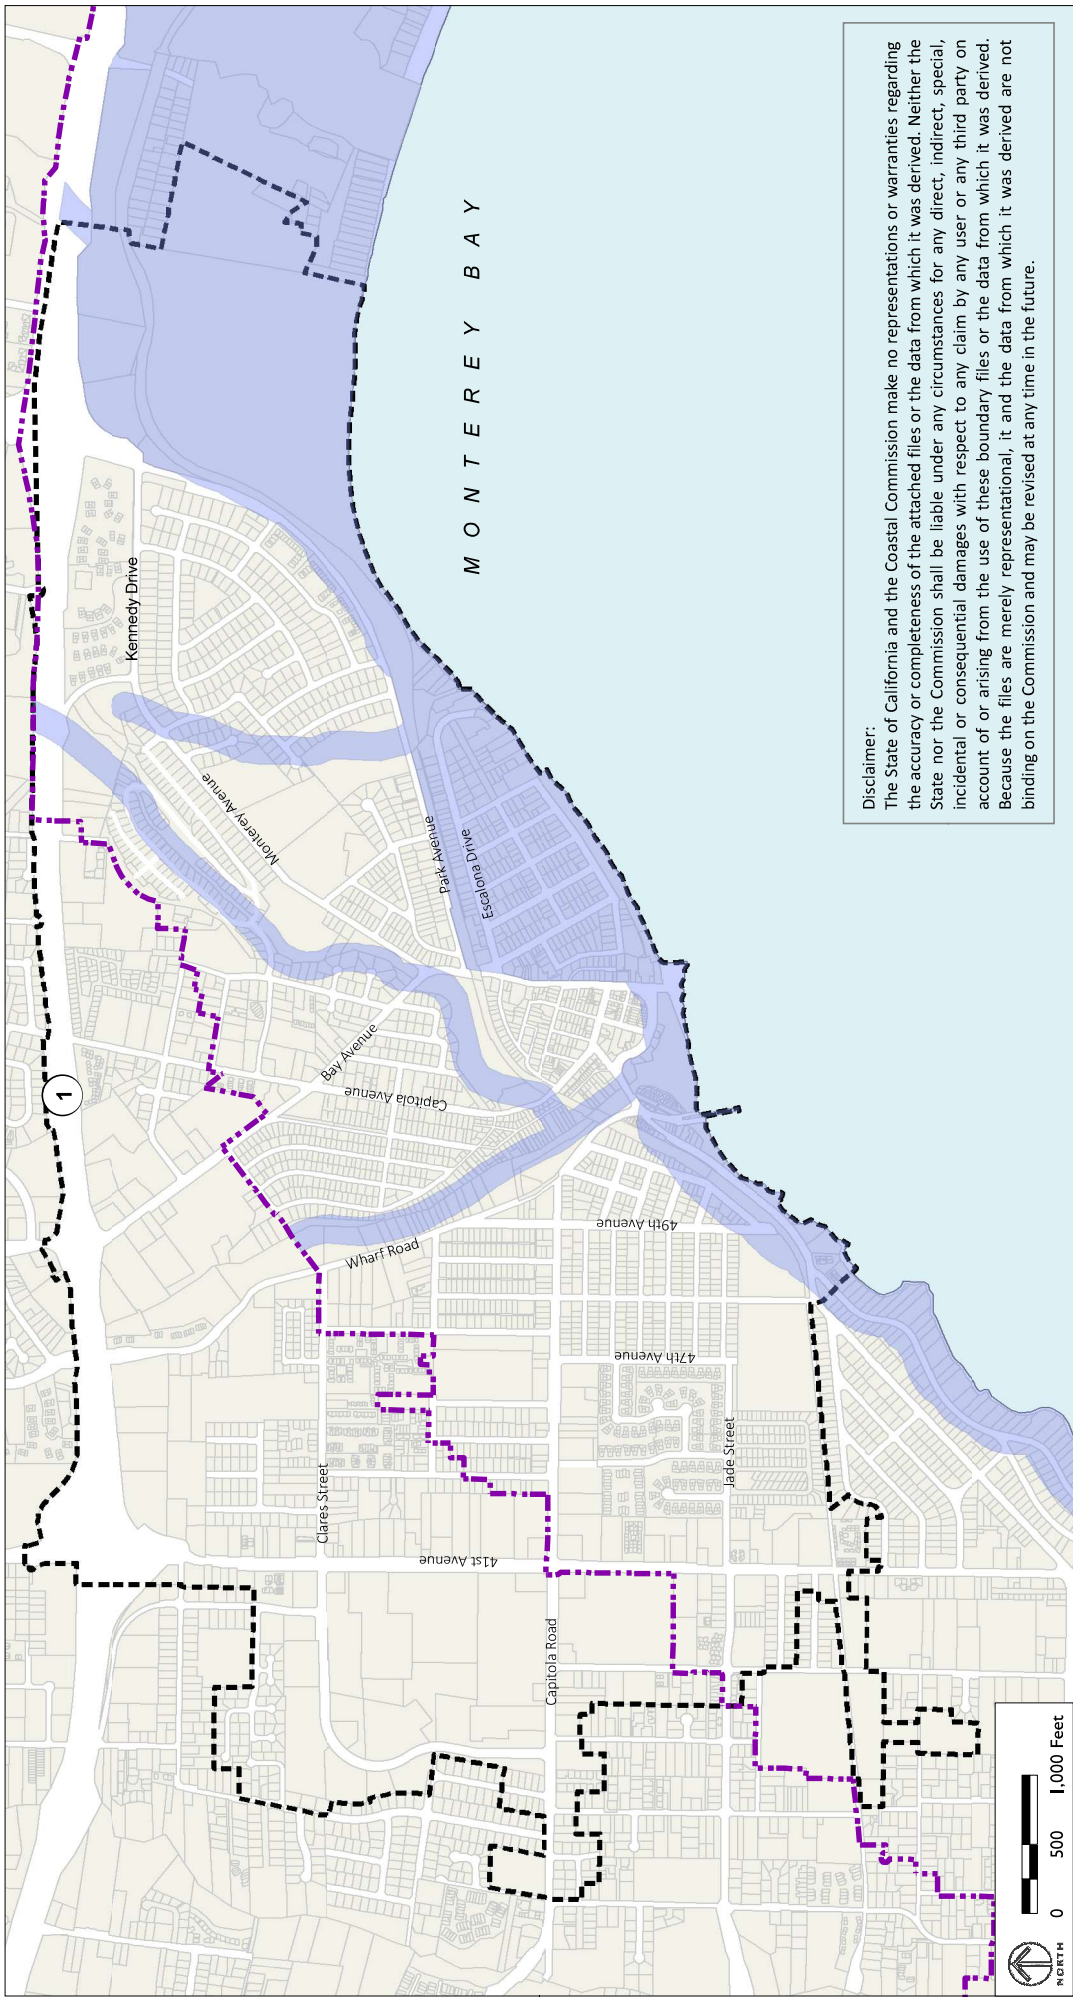 1
Kennedy Drive
Monterey Avenue
Park Avenue
Escalona Drive
Bay Avenue
Capitola Avenue
Wharf Road
49th Avenue
47th Avenue
Clares Street
Jade Street
41st Avenue
Capitola Road
MONTEREY BAY
Disclaimer:
The State of California and the Coastal Commission make no representations or warranties regarding
the accuracy or completeness of the attached files or the data from which it was derived. Neither the
State nor the Commission shall be liable under any circumstances for any direct, indirect, special,
incidental or consequential damages with respect to any claim by any user or any third party on
account of or arising from the use of these boundary files or the data from which it was derived.
Because the files are merely representational, it and the data from which it was derived are not
binding on the Commission and may be revised at any time in the future.
NORTH
0 500 1,000 Feet